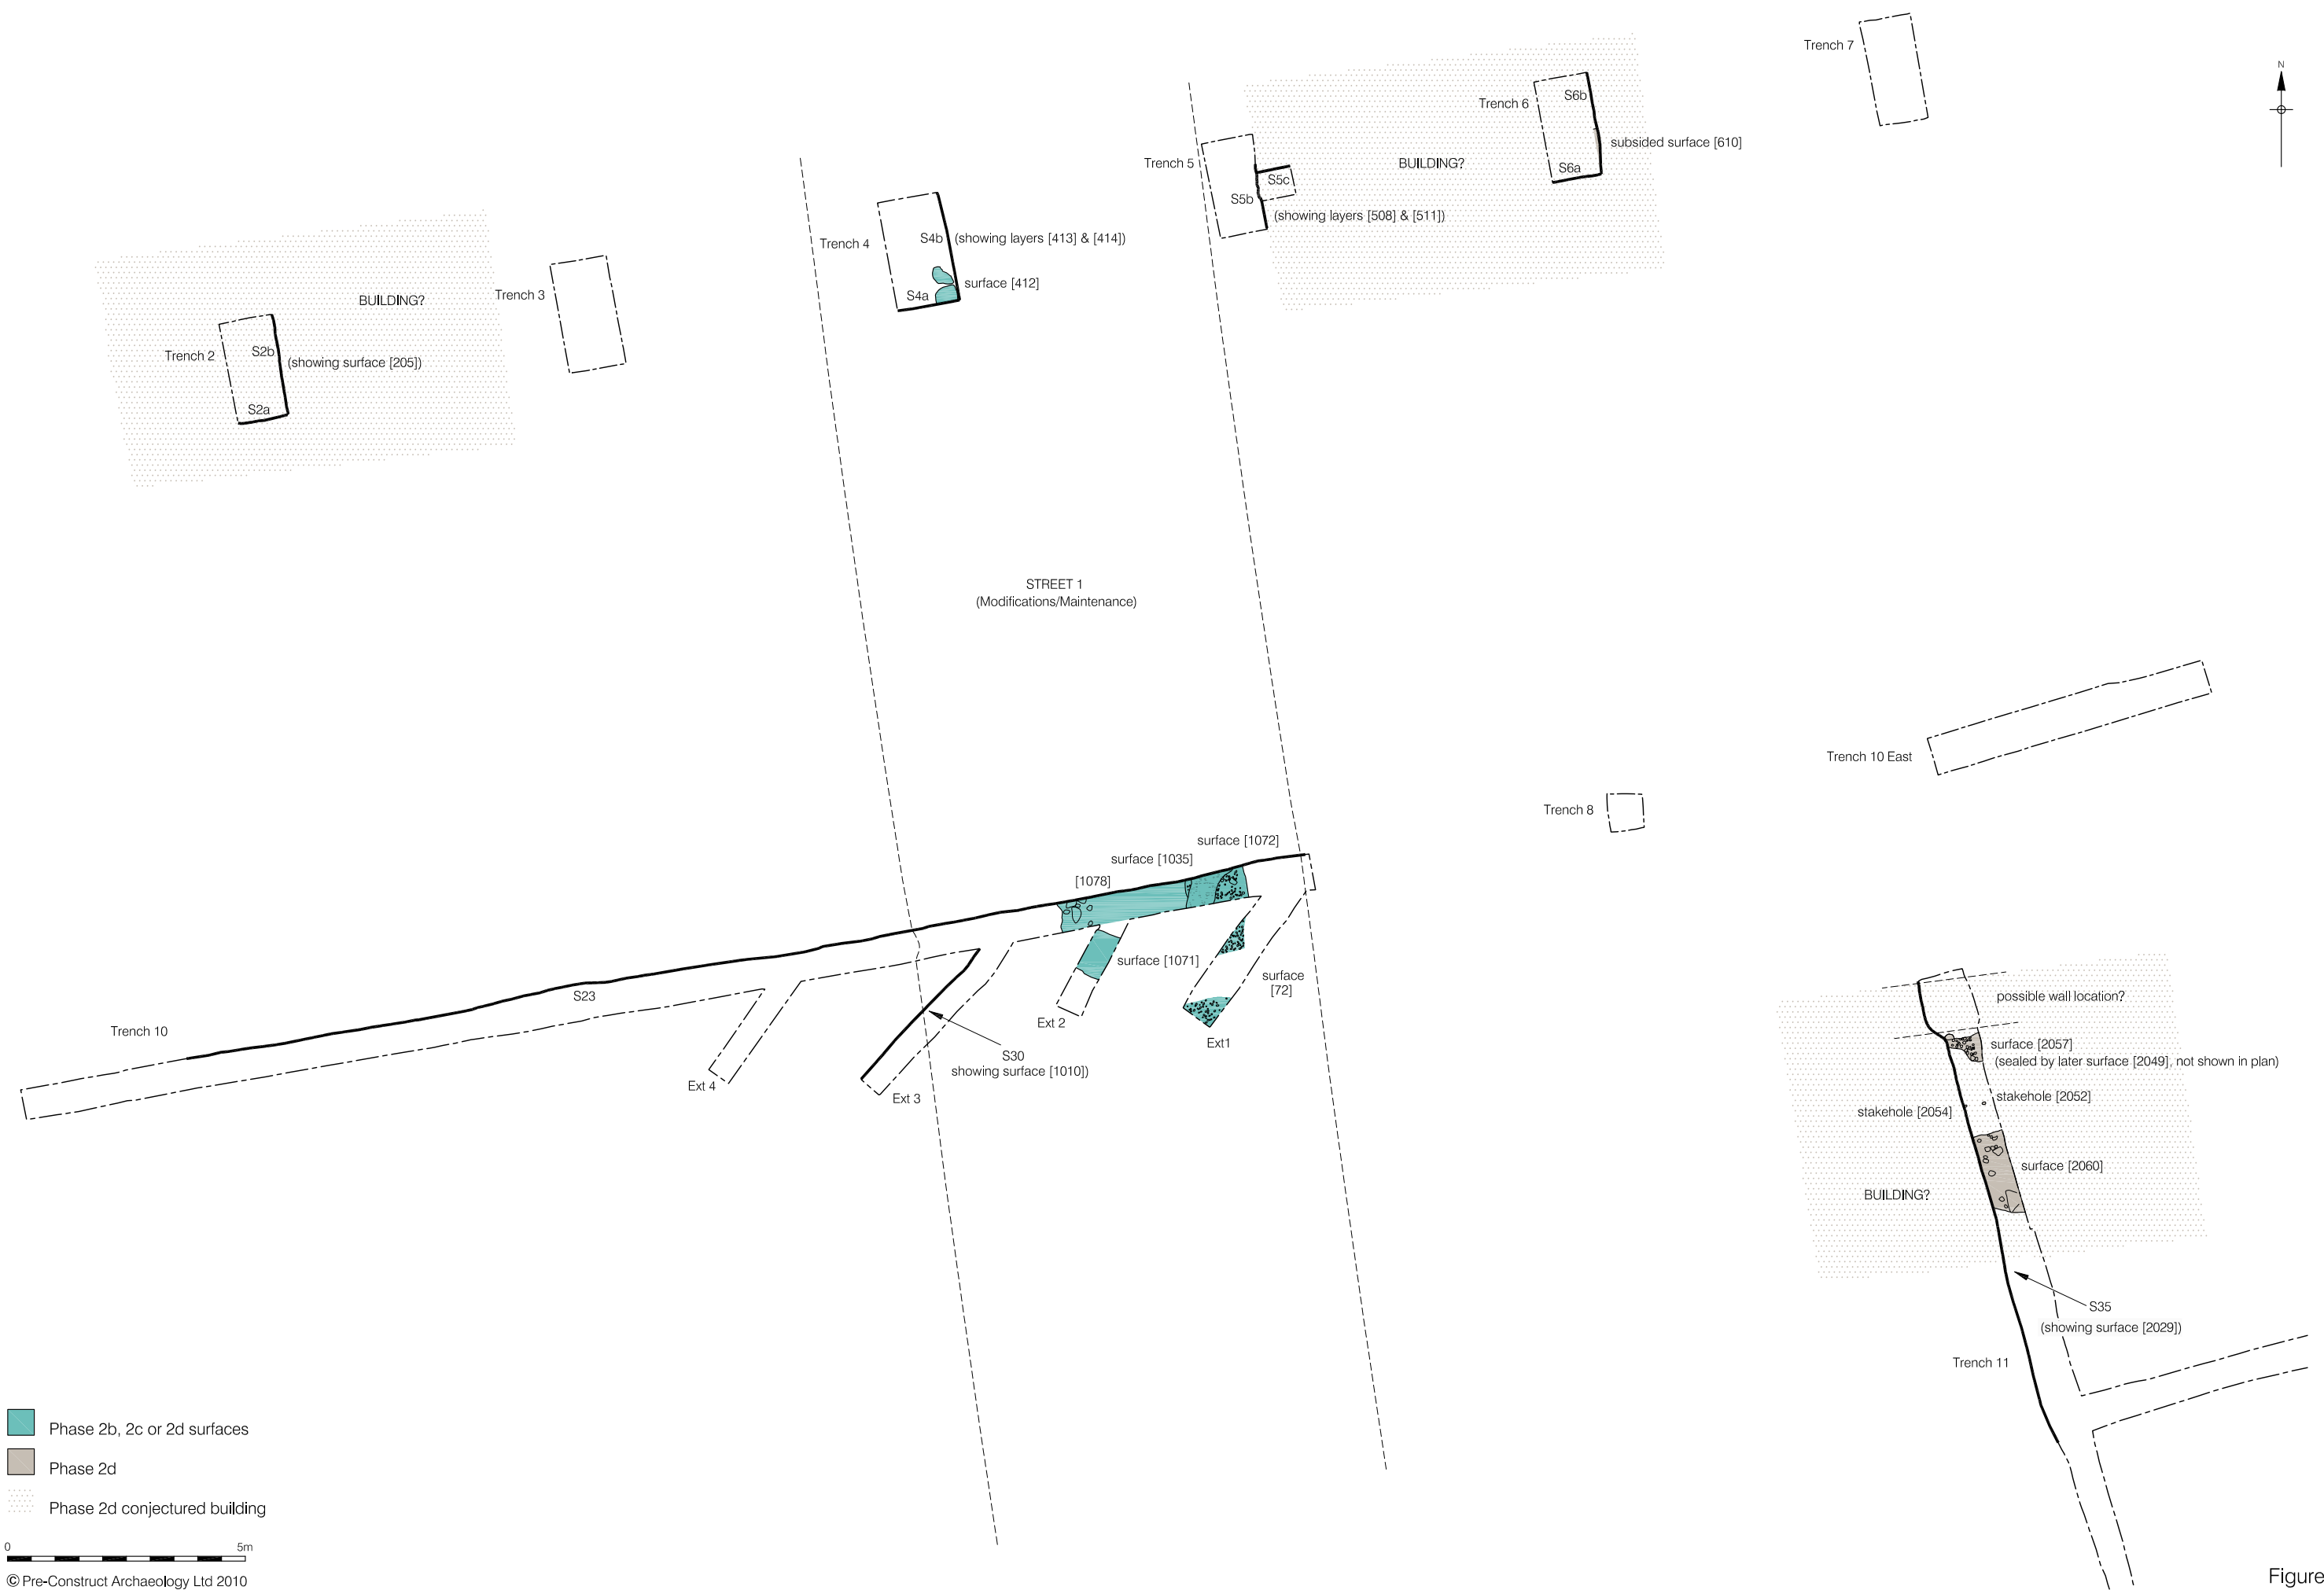 Trench 7
N
Trench 6
S6b
subsided surface [610]
S6a
Trench 5
BUILDING?
S5c
S5b
(showing layers [508] & [511])
Trench 4
S4b
(showing layers [413] & [414])
surface [412]
S4a
BUILDING?
Trench 3
Trench 2
S2b
(showing surface [205])
S2a
STREET 1
(Modifications/Maintenance)
Trench 10 East
Trench 8
surface [1072]
surface [1035]
[1078]
surface [1071]
surface
[72]
S23
Trench 10
Ext 2
Ext1
S30
showing surface [1010])
Ext 4
Ext 3
possible wall location?
surface [2057]
(sealed by later surface [2049], not shown in plan)
stakehole [2052]
stakehole [2054]
surface [2060]
BUILDING?
S35
(showing surface [2029])
Trench 11
Phase 2b, 2c or 2d surfaces
Phase 2d
Phase 2d conjectured building
0 5m
© Pre-Construct Archaeology Ltd 2010
Figure